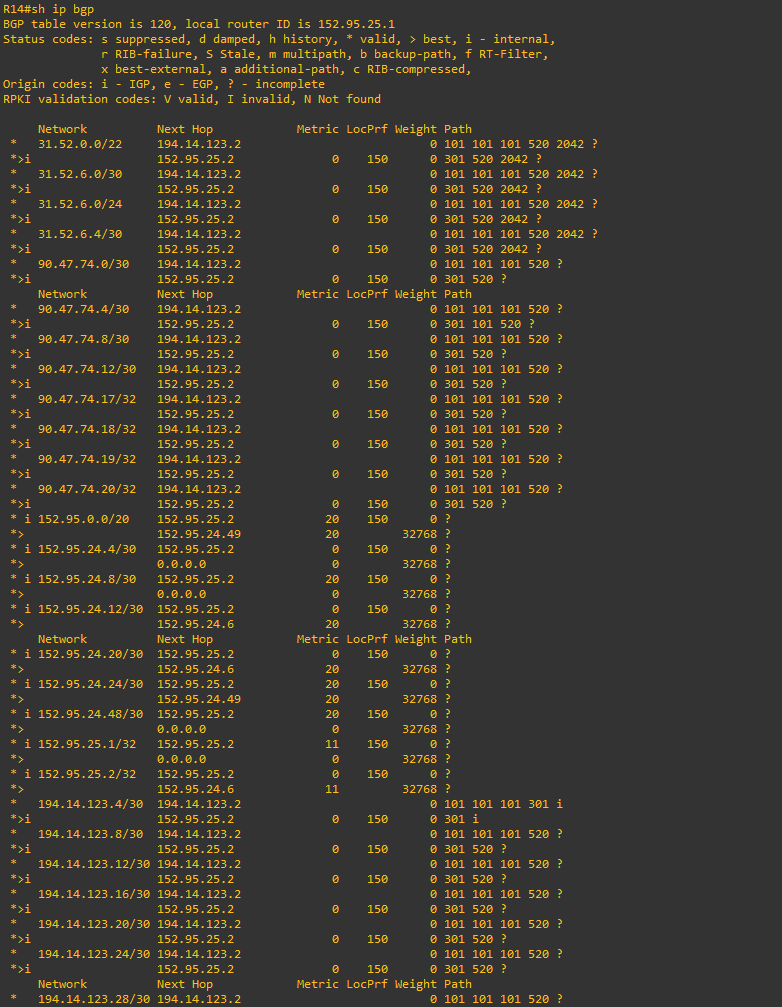 R14#sh ip bgp
BGP table version is 120, local router ID is 152.95.25.1
Status codes: s suppressed, d damped, h history, * valid, > best, i - internal,
              r RIB-failure, S Stale, m multipath, b backup-path, f RT-Filter,
              x best-external, a additional-path, c RIB-compressed,
Origin codes: i - IGP, e - EGP, ? - incomplete
RPKI validation codes: V valid, I invalid, N Not found

     Network          Next Hop            Metric LocPrf Weight Path
 *   31.52.0.0/22     194.14.123.2                           0 101 101 101 520 2042 ?
 *>i                  152.95.25.2              0    150      0 301 520 2042 ?
 *   31.52.6.0/30     194.14.123.2                           0 101 101 101 520 2042 ?
 *>i                  152.95.25.2              0    150      0 301 520 2042 ?
 *   31.52.6.0/24     194.14.123.2                           0 101 101 101 520 2042 ?
 *>i                  152.95.25.2              0    150      0 301 520 2042 ?
 *   31.52.6.4/30     194.14.123.2                           0 101 101 101 520 2042 ?
 *>i                  152.95.25.2              0    150      0 301 520 2042 ?
 *   90.47.74.0/30    194.14.123.2                           0 101 101 101 520 ?
 *>i                  152.95.25.2              0    150      0 301 520 ?
     Network          Next Hop            Metric LocPrf Weight Path
 *   90.47.74.4/30    194.14.123.2                           0 101 101 101 520 ?
 *>i                  152.95.25.2              0    150      0 301 101 520 ?
 *   90.47.74.8/30    194.14.123.2                           0 101 101 101 520 ?
 *>i                  152.95.25.2              0    150      0 301 520 ?
 *   90.47.74.12/30   194.14.123.2                           0 101 101 101 520 ?
 *>i                  152.95.25.2              0    150      0 301 520 ?
 *   90.47.74.17/32   194.14.123.2                           0 101 101 101 520 ?
 *>i                  152.95.25.2              0    150      0 301 520 ?
 *   90.47.74.18/32   194.14.123.2                           0 101 101 101 520 ?
 *>i                  152.95.25.2              0    150      0 301 520 ?
 *   90.47.74.19/32   194.14.123.2                           0 101 101 101 520 ?
 *>i                  152.95.25.2              0    150      0 301 520 ?
 *   90.47.74.20/32   194.14.123.2                           0 101 101 101 520 ?
 *>i                  152.95.25.2              0    150      0 301 520 ?
 * i 152.95.0.0/20    152.95.25.2             20    150      0 ?
 *>                   152.95.24.49            20         32768 ?
 * i 152.95.24.4/30   152.95.25.2              0    150      0 ?
 *>                   0.0.0.0                  0         32768 ?
 * i 152.95.24.8/30   152.95.25.2             20    150      0 ?
 *>                   0.0.0.0                  0         32768 ?
 * i 152.95.24.12/30  152.95.25.2              0    150      0 ?
 *>                   152.95.24.6             20         32768 ?
     Network          Next Hop            Metric LocPrf Weight Path
 * i 152.95.24.20/30  152.95.25.2              0    150      0 ?
 *>                   152.95.24.6             20         32768 ?
 * i 152.95.24.24/30  152.95.25.2             20    150      0 ?
 *>                   152.95.24.49            20         32768 ?
 * i 152.95.24.48/30  152.95.25.2             20    150      0 ?
 *>                   0.0.0.0                  0         32768 ?
 * i 152.95.25.1/32   152.95.25.2             11    150      0 ?
 *>                   0.0.0.0                  0         32768 ?
 * i 152.95.25.2/32   152.95.25.2              0    150      0 ?
 *>                   152.95.24.6             11         32768 ?
 *   194.14.123.4/30  194.14.123.2                           0 101 101 101 301 i
 *>i                  152.95.25.2              0    150      0 301 i
 *   194.14.123.8/30  194.14.123.2                           0 101 101 101 520 ?
 *>i                  152.95.25.2              0    150      0 301 520 ?
 *   194.14.123.12/30 194.14.123.2                           0 101 101 101 520 ?
 *>i                  152.95.25.2              0    150      0 301 520 ?
 *   194.14.123.16/30 194.14.123.2                           0 101 101 101 520 ?
 *>i                  152.95.25.2              0    150      0 301 520 ?
 *   194.14.123.20/30 194.14.123.2                           0 101 101 101 520 ?
 *>i                  152.95.25.2              0    150      0 301 520 ?
 *   194.14.123.24/30 194.14.123.2                           0 101 101 101 520 ?
 *>i                  152.95.25.2              0    150      0 301 520 ?
     Network          Next Hop            Metric LocPrf Weight Path
 *   194.14.123.28/30 194.14.123.2                           0 101 101 101 520 ?